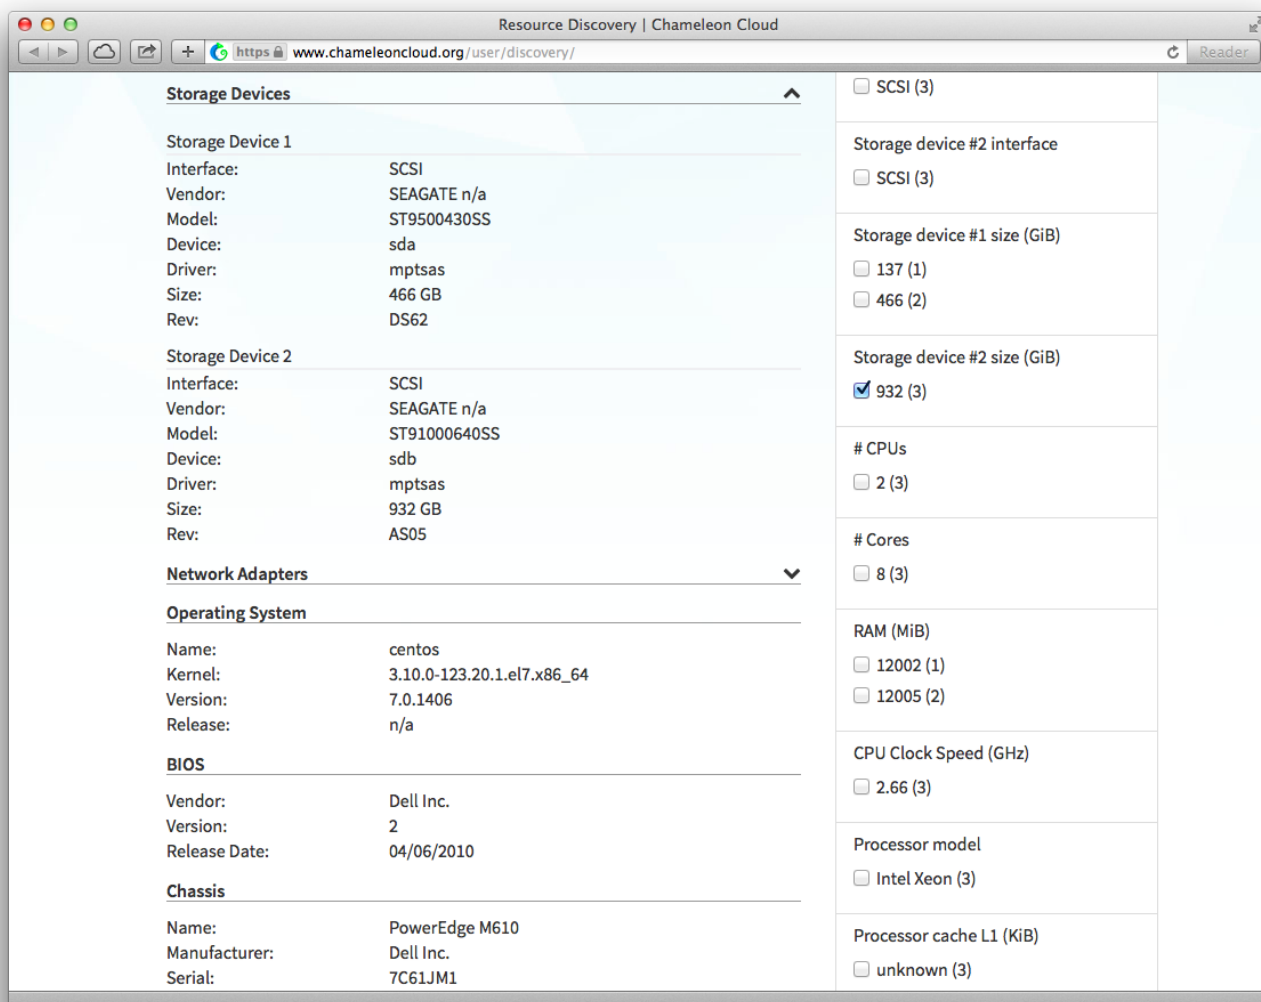 Resource Discovery | Chameleon Cloud
https www.chameleoncloud.org/user/discovery/
Reader
Storage Devices
Storage Device 1
Interface: SCSI
Vendor: SEAGATE n/a
Model: ST9500430SS
Device: sda
Driver: mptsas
Size: 466 GB
Rev: DS62
Storage Device 2
Interface: SCSI
Vendor: SEAGATE n/a
Model: ST91000640SS
Device: sdb
Driver: mptsas
Size: 932 GB
Rev: AS05
Network Adapters
Operating System
Name: centos
Kernel: 3.10.0-123.20.1.el7.x86_64
Version: 7.0.1406
Release: n/a
BIOS
Vendor: Dell Inc.
Version: 2
Release Date: 04/06/2010
Chassis
Name: PowerEdge M610
Manufacturer: Dell Inc.
Serial: 7C61JM1
SCSI (3)
Storage device #2 interface
SCSI (3)
Storage device #1 size (GiB)
137 (1)
466 (2)
Storage device #2 size (GiB)
932 (3)
# CPUs
2 (3)
# Cores
8 (3)
RAM (MiB)
12002 (1)
12005 (2)
CPU Clock Speed (GHz)
2.66 (3)
Processor model
Intel Xeon (3)
Processor cache L1 (KiB)
unknown (3)